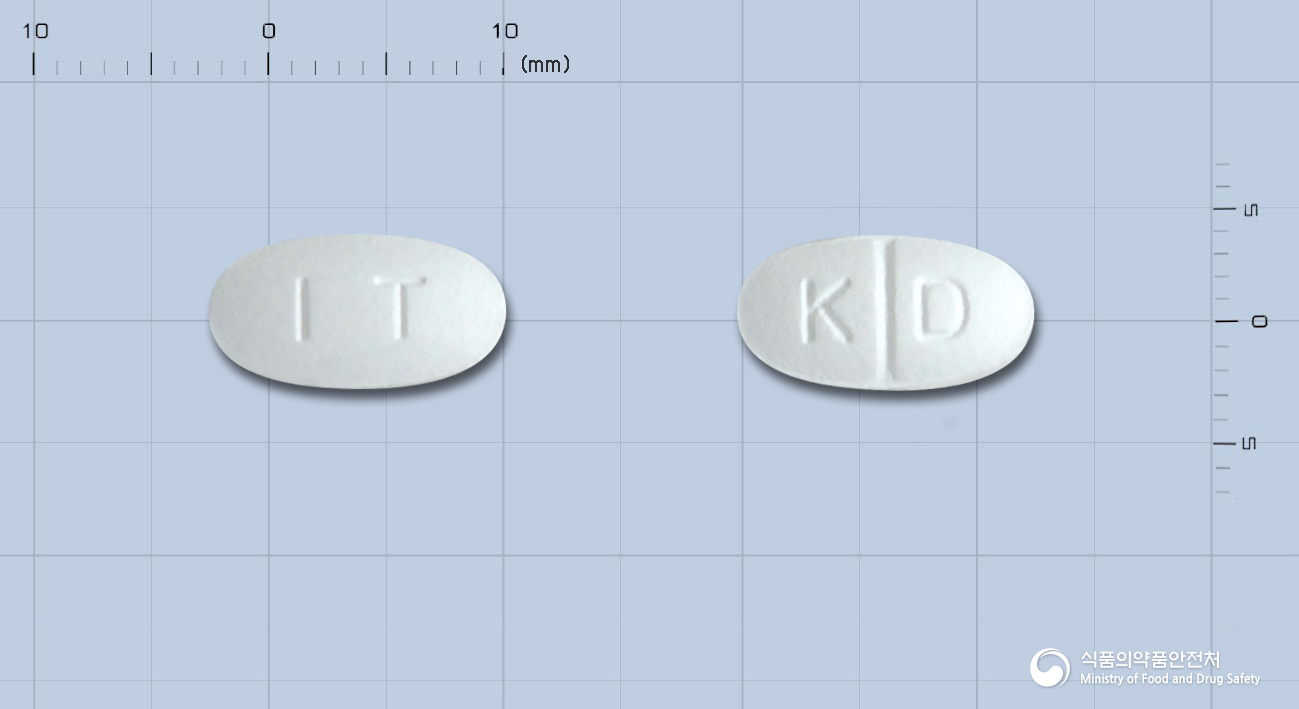 10 0 10
(mm)
I T
K D
5
0
5
식품의약품안전처
Ministry of Food and Drug Safety